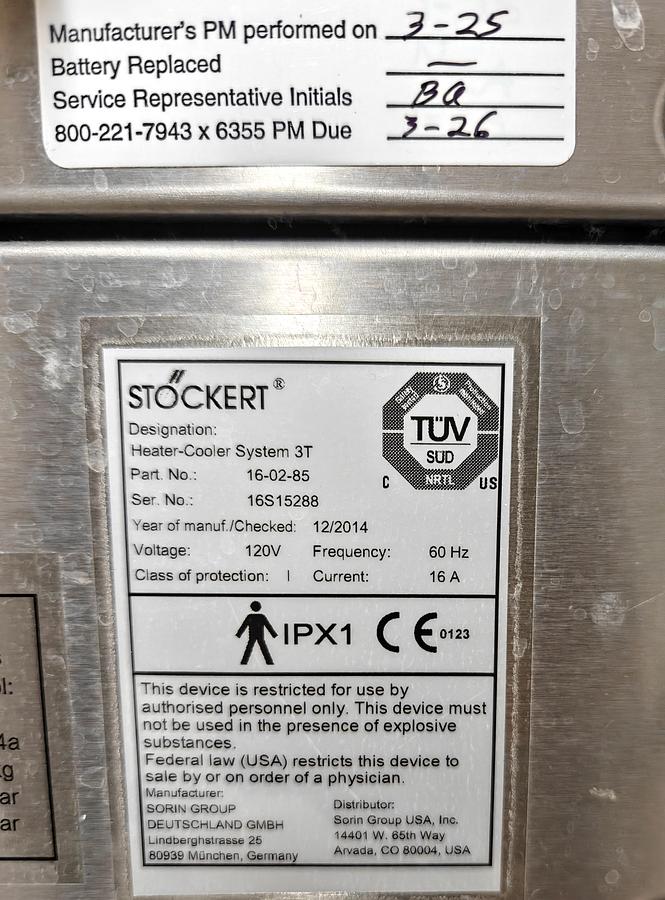 Manufacturer's PM performed on 3-25
Battery Replaced —
Service Representative Initials BQ
800-221-7943 x 6355 PM Due 3-26
STÖCKERT®
TÜV
SÜD
NRTL
C US
Designation:
Heater-Cooler System 3T
Part. No.: 16-02-85
Ser. No.: 16S15288
Year of manuf./Checked: 12/2014
Voltage: 120V Frequency: 60 Hz
Class of protection: I Current: 16 A
IPX1 CE 0123
This device is restricted for use by
authorised personnel only. This device must
not be used in the presence of explosive
substances.
Federal law (USA) restricts this device to
sale by or on order of a physician.
Manufacturer:
SORIN GROUP
DEUTSCHLAND GMBH
Lindberghstrasse 25
80939 München, Germany
Distributor:
Sorin Group USA, Inc.
14401 W. 65th Way
Arvada, CO 80004, USA
4a
ar
ar